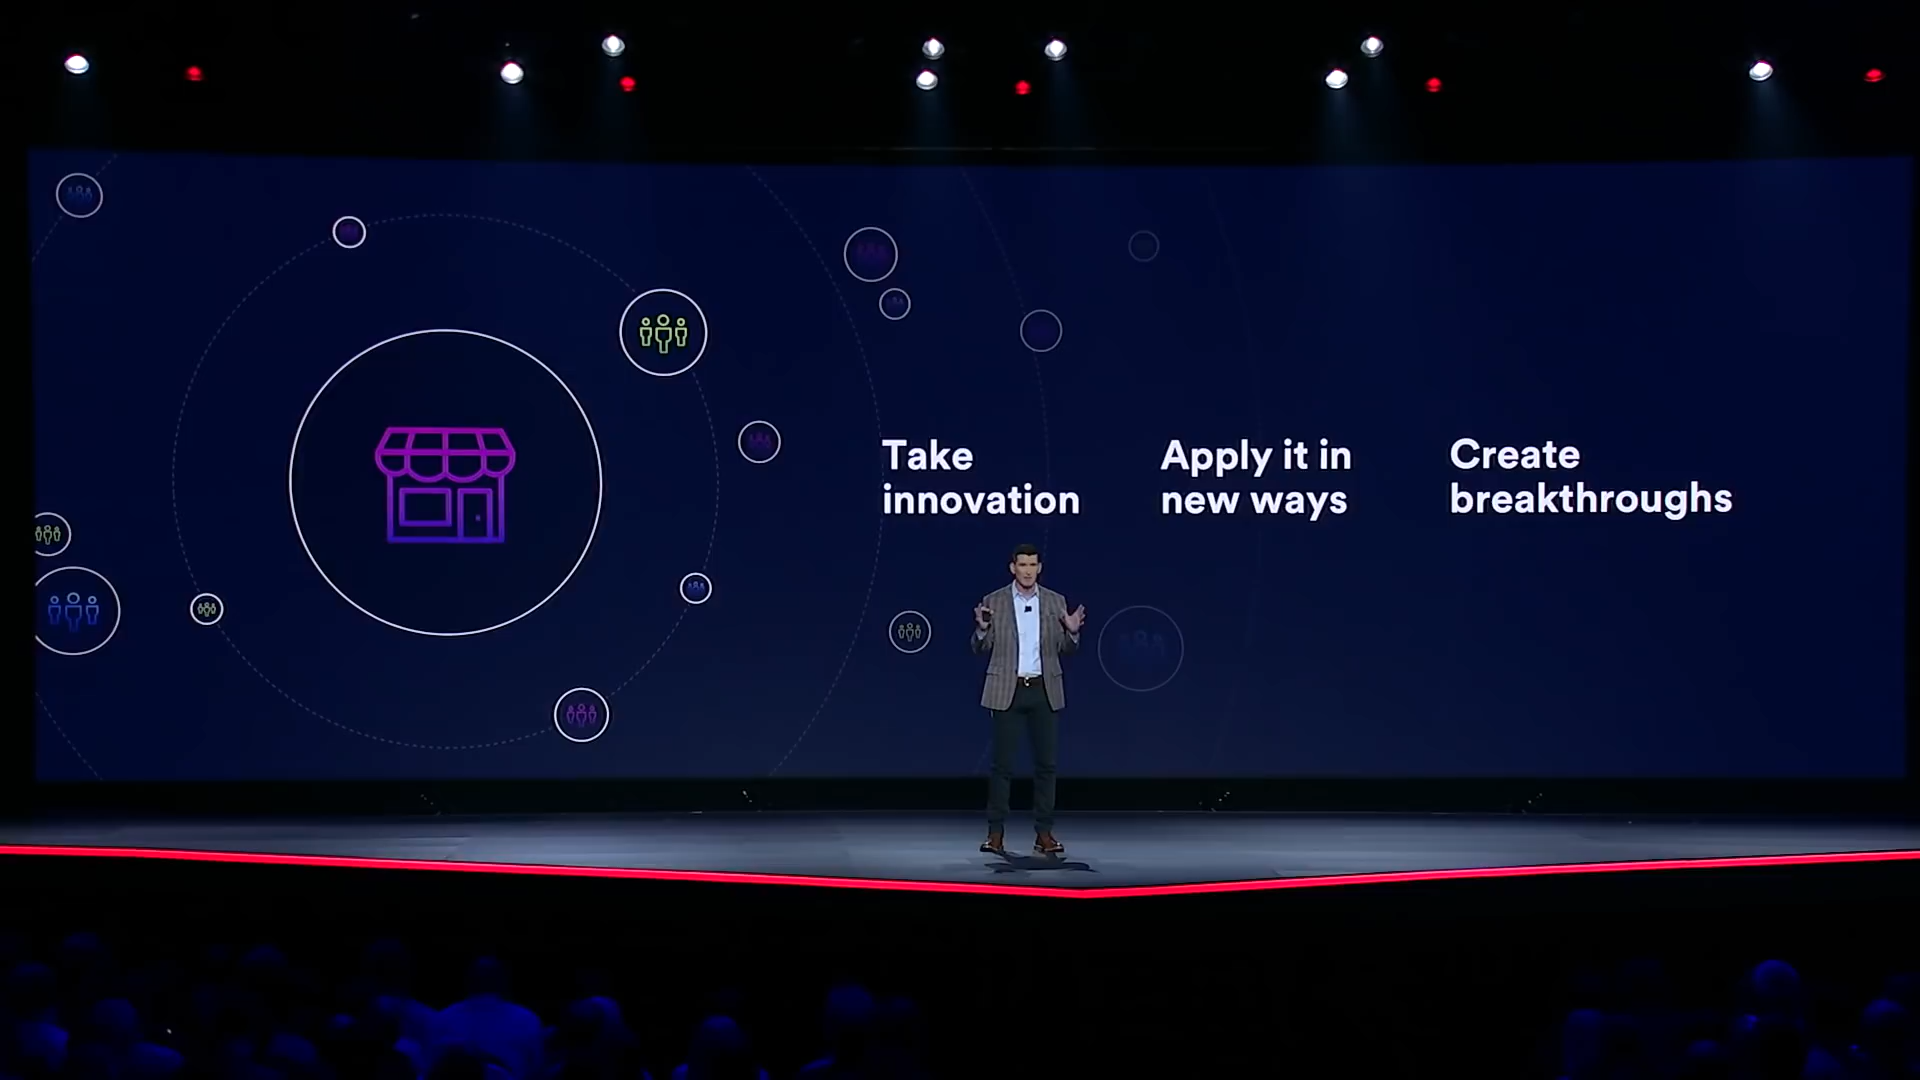 Take
innovation
Apply it in
new ways
Create
breakthroughs